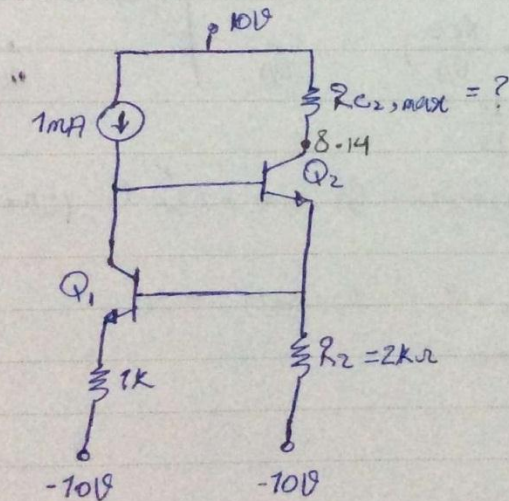 10V
1mA
RC2,max = ?
8.14
Q2
Q1
R2 = 2kΩ
1K
-10V
-10V